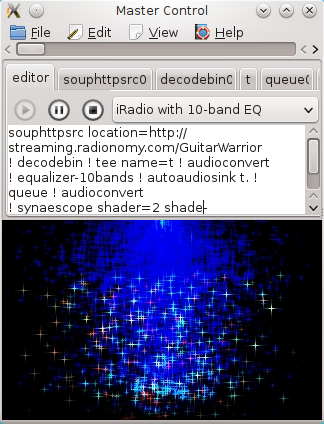 Master Control
File Edit View Help
editor souphttpsrc0 decodebin0 t queue0
iRadio with 10-band EQ
souphttpsrc location=http://
streaming.radionomy.com/GuitarWarrior
! decodebin ! tee name=t ! audioconvert
! equalizer-10bands ! autoaudiosink t. !
queue ! audioconvert
! synaescope shader=2 shade